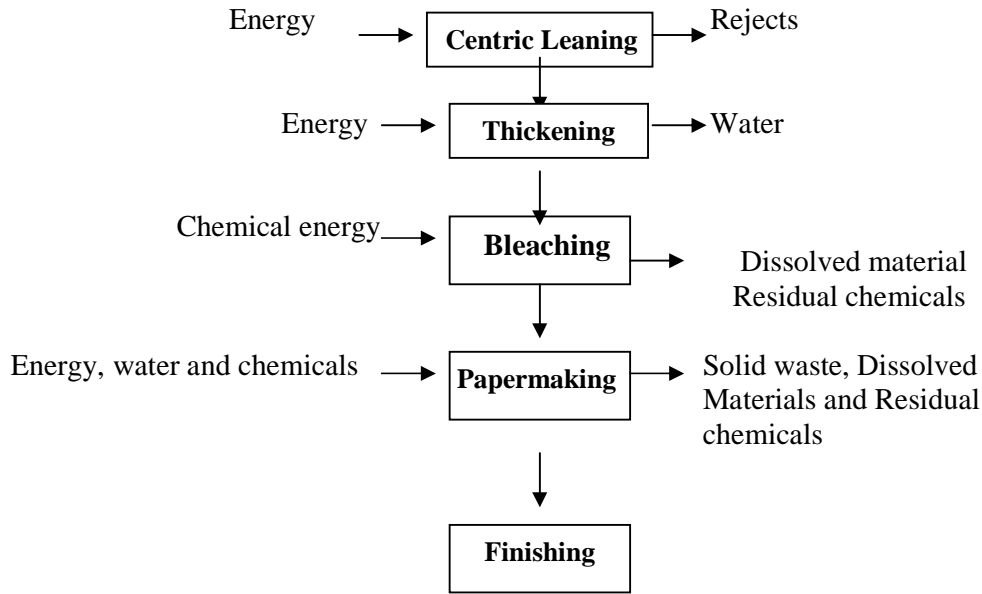 Energy
Centric Leaning
Rejects
Energy
Thickening
Water
Chemical energy
Bleaching
Dissolved material
Residual chemicals
Energy, water and chemicals
Papermaking
Solid waste, Dissolved
Materials and Residual
chemicals
Finishing